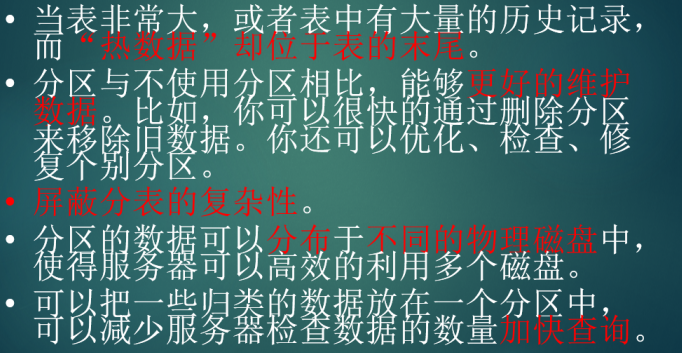 • 当表非常大，或者表中有大量的历史记录，
而“热数据”却位于表的末尾。
• 分区与不使用分区相比，能够更好的维护
数据。比如，你可以很快的通过删除分区
来移除旧数据。你还可以优化、检查、修
复个别分区。
• 屏蔽分表的复杂性。
• 分区的数据可以分布于不同的物理磁盘中，
使得服务器可以高效的利用多个磁盘。
• 可以把一些归类的数据放在一个分区中，
可以减少服务器检查数据的数量加快查询。